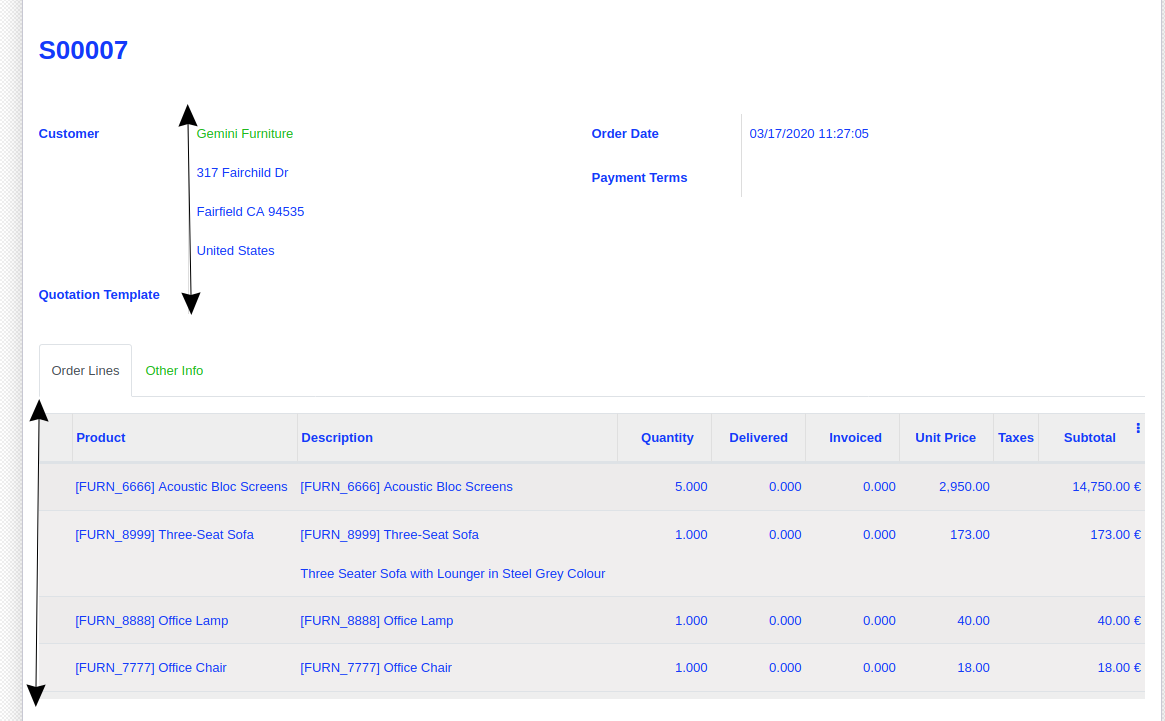 S00007
Customer Gemini Furniture Order Date 03/17/2020 11:27:05
317 Fairchild Dr Payment Terms
Fairfield CA 94535
United States
Quotation Template
Order Lines Other Info
Product Description Quantity Delivered Invoiced Unit Price Taxes Subtotal
[FURN_6666] Acoustic Bloc Screens [FURN_6666] Acoustic Bloc Screens 5.000 0.000 0.000 2,950.00 14,750.00 €
[FURN_8999] Three-Seat Sofa [FURN_8999] Three-Seat Sofa 1.000 0.000 0.000 173.00 173.00 €
Three Seater Sofa with Lounger in Steel Grey Colour
[FURN_8888] Office Lamp [FURN_8888] Office Lamp 1.000 0.000 0.000 40.00 40.00 €
[FURN_7777] Office Chair [FURN_7777] Office Chair 1.000 0.000 0.000 18.00 18.00 €